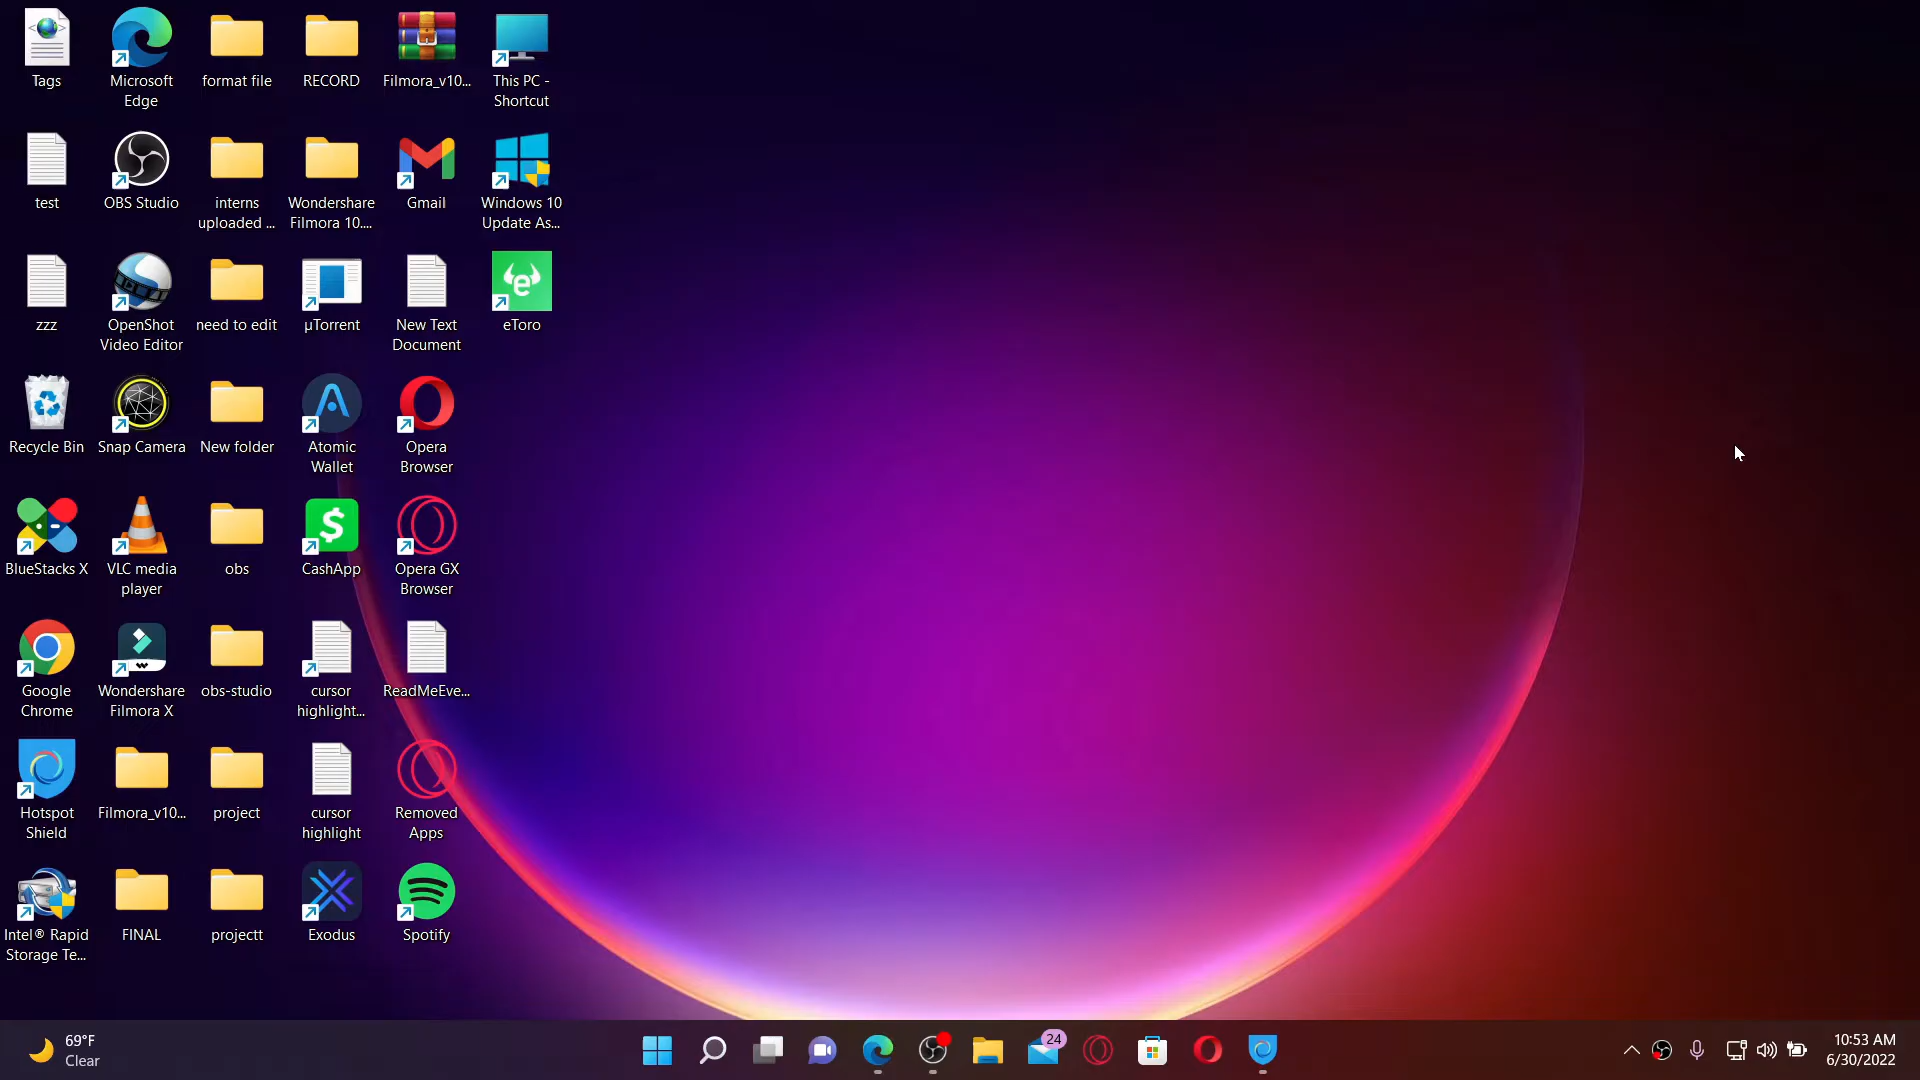 Tags
Microsoft
Edge
format file
RECORD
Filmora_v10...
This PC -
Shortcut
test
OBS Studio
interns
uploaded ...
Wondershare
Filmora 10....
Gmail
Windows 10
Update As...
zzz
OpenShot
Video Editor
need to edit
µTorrent
New Text
Document
eToro
Recycle Bin
Snap Camera
New folder
Atomic
Wallet
Opera
Browser
BlueStacks X
VLC media
player
obs
CashApp
Opera GX
Browser
Google
Chrome
Wondershare
Filmora X
obs-studio
cursor
highlight...
ReadMeEve...
Hotspot
Shield
Filmora_v10...
project
cursor
highlight
Removed
Apps
Intel® Rapid
Storage Te...
FINAL
projectt
Exodus
Spotify
69°F
Clear
24
10:53 AM
6/30/2022